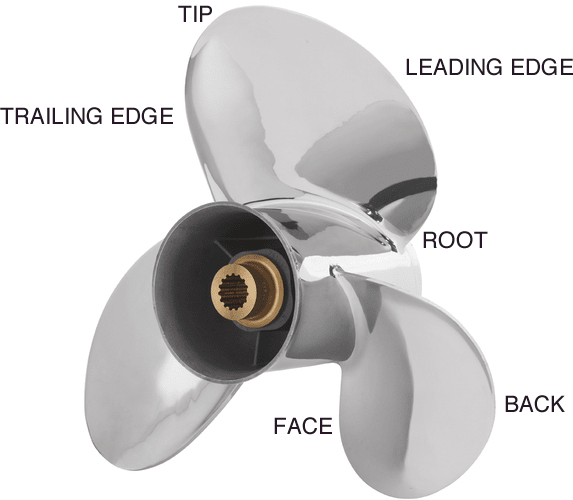 TIP
LEADING EDGE
TRAILING EDGE
ROOT
BACK
FACE